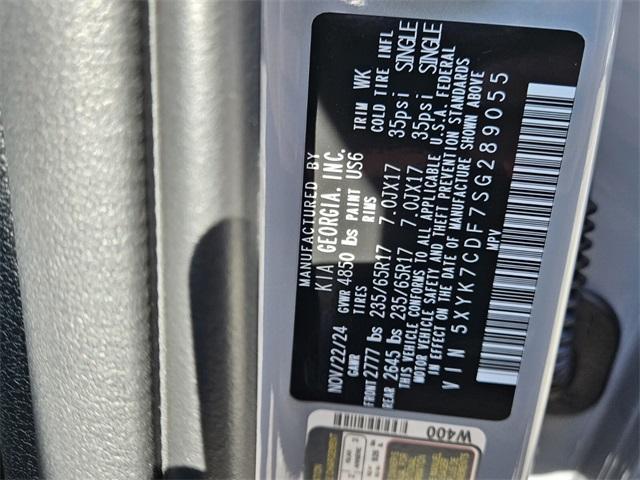 MANUFACTURED BY
KIA GEORGIA, INC.
NOV/22/24 GVWR 4850 lbs PAINT US6 TRIM WK
GAWR TIRES RIMS COLD TIRE INFL
FRONT 2777 lbs 235/65R17 7.0JX17 35psi SINGLE
REAR 2645 lbs 235/65R17 7.0JX17 35psi SINGLE
THIS VEHICLE CONFORMS TO ALL APPLICABLE U.S.A. FEDERAL
MOTOR VEHICLE SAFETY AND THEFT PREVENTION STANDARDS
IN EFFECT ON THE DATE OF MANUFACTURE SHOWN ABOVE
VIN 5XYK7CDF7SG289055
MPV
W400